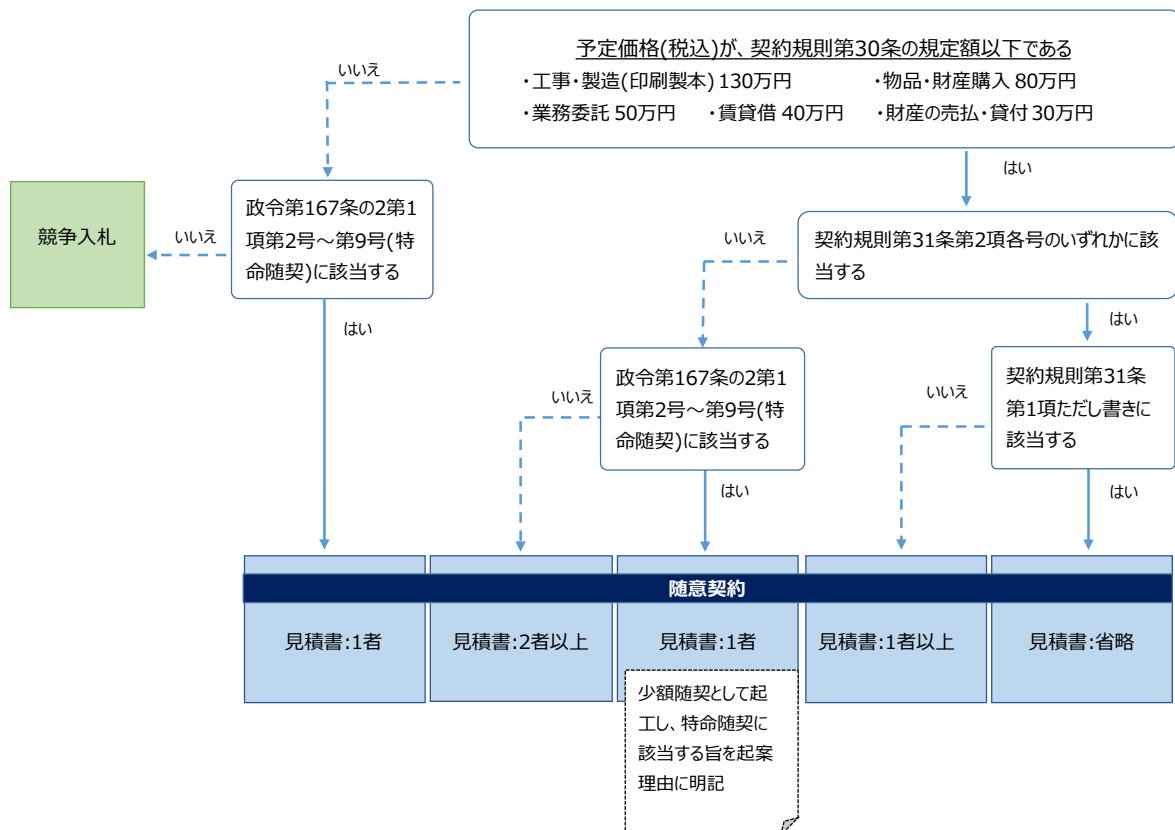 予定価格(税込)が、契約規則第30条の規定額以下である
・工事・製造(印刷製本) 130万円　・物品・財産購入 80万円
・業務委託 50万円　・賃貸借 40万円　・財産の売払・貸付 30万円
いいえ
はい
競争入札
いいえ
政令第167条の2第1
項第2号～第9号(特
命随契)に該当する
いいえ
契約規則第31条第2項各号のいずれかに該
当する
はい
はい
いいえ
政令第167条の2第1
項第2号～第9号(特
命随契)に該当する
いいえ
契約規則第31条
第1項ただし書きに
該当する
はい
はい
随意契約
見積書:1者
見積書:2者以上
見積書:1者
見積書:1者以上
見積書:省略
少額随契として起
工し、特命随契に
該当する旨を起案
理由に明記